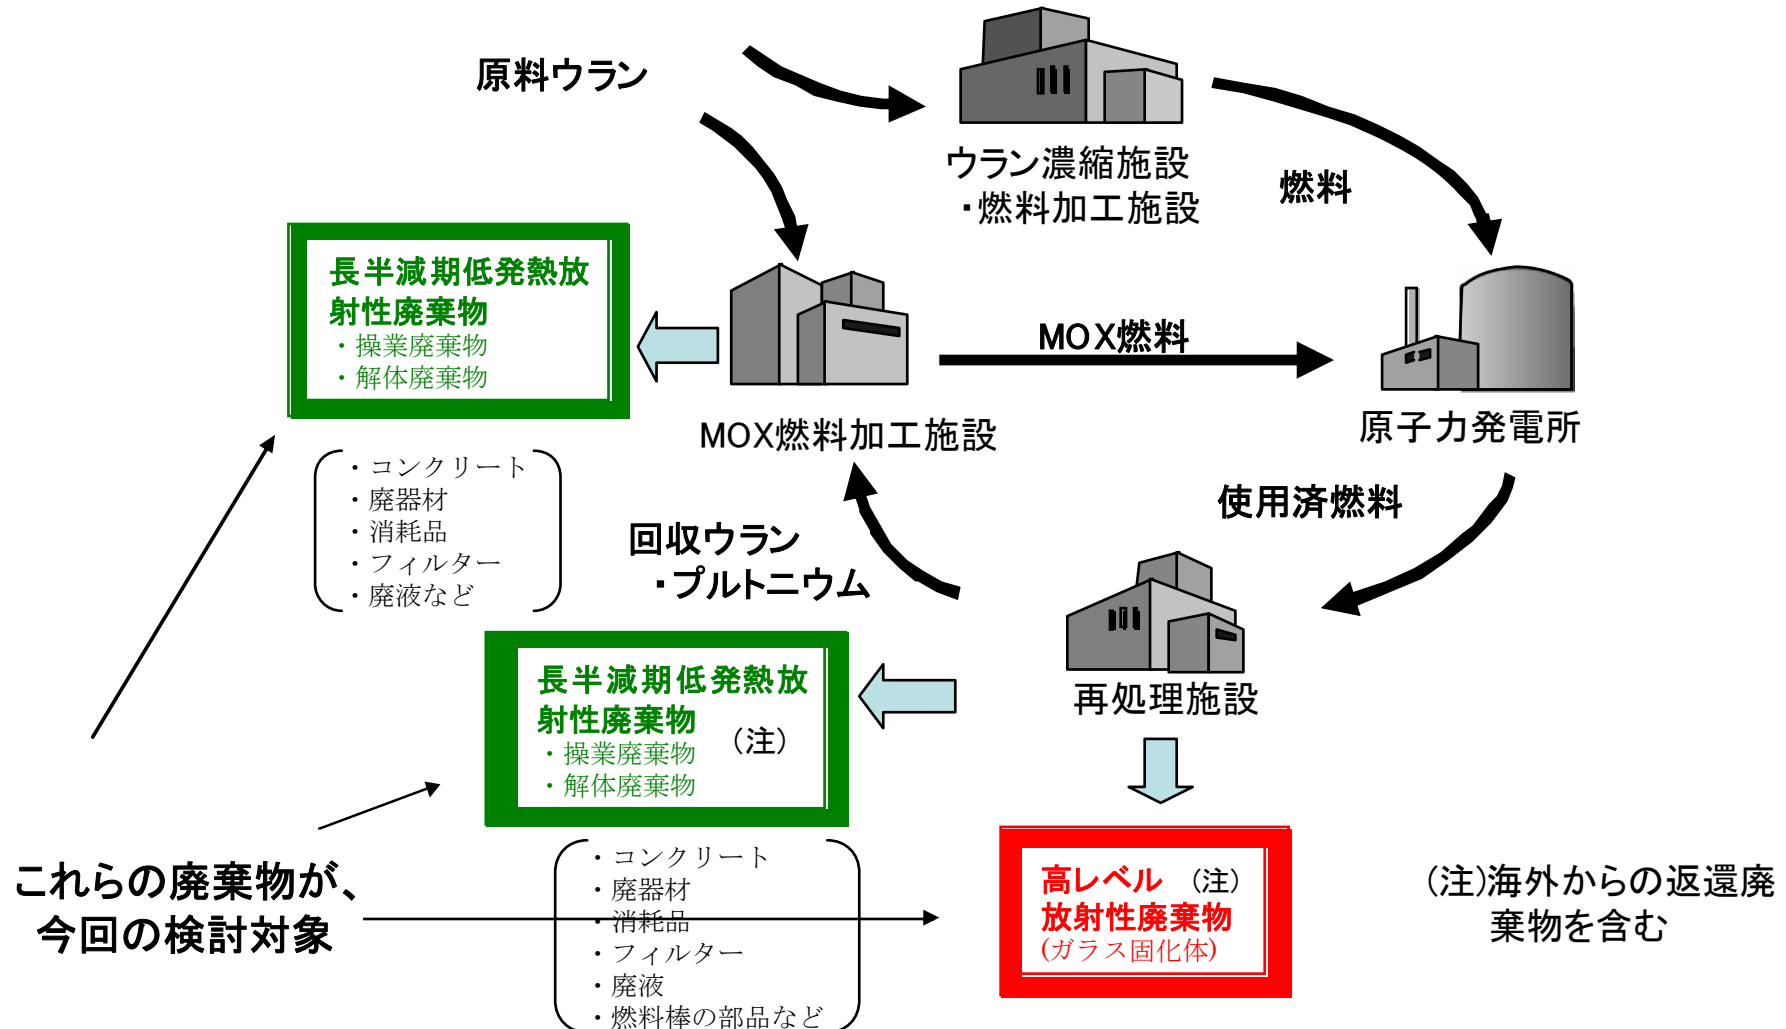 原料ウラン
ウラン濃縮施設
・燃料加工施設
燃料
長半減期低発熱放
射性廃棄物
・操業廃棄物
・解体廃棄物
MOX燃料
MOX燃料加工施設
原子力発電所
・コンクリート
・廃器材
・消耗品
・フィルター
・廃液など
使用済燃料
回収ウラン
・プルトニウム
再処理施設
長半減期低発熱放
射性廃棄物 (注)
・操業廃棄物
・解体廃棄物
これらの廃棄物が、
今回の検討対象
・コンクリート
・廃器材
・消耗品
・フィルター
・廃液
・燃料棒の部品など
高レベル (注)
放射性廃棄物
(ガラス固化体)
(注)海外からの返還廃
棄物を含む